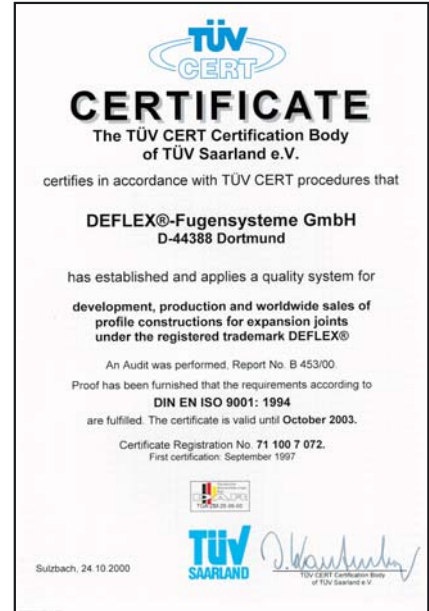 TÜV
CERT
CERTIFICATE
The TÜV CERT Certification Body
of TÜV Saarland e.V.
certifies in accordance with TÜV CERT procedures that
DEFLEX®-Fugensysteme GmbH
D-44388 Dortmund
has established and applies a quality system for
development, production and worldwide sales of
profile constructions for expansion joints
under the registered trademark DEFLEX®
An Audit was performed, Report No. B 453/00.
Proof has been furnished that the requirements according to
DIN EN ISO 9001: 1994
are fulfilled. The certificate is valid until October 2003.
Certificate Registration No. 71 100 7 072.
First certification: September 1997
TÜV
SAARLAND
Sulzbach, 24.10.2000
TÜV CERT Certification Body
of TÜV Saarland e.V.